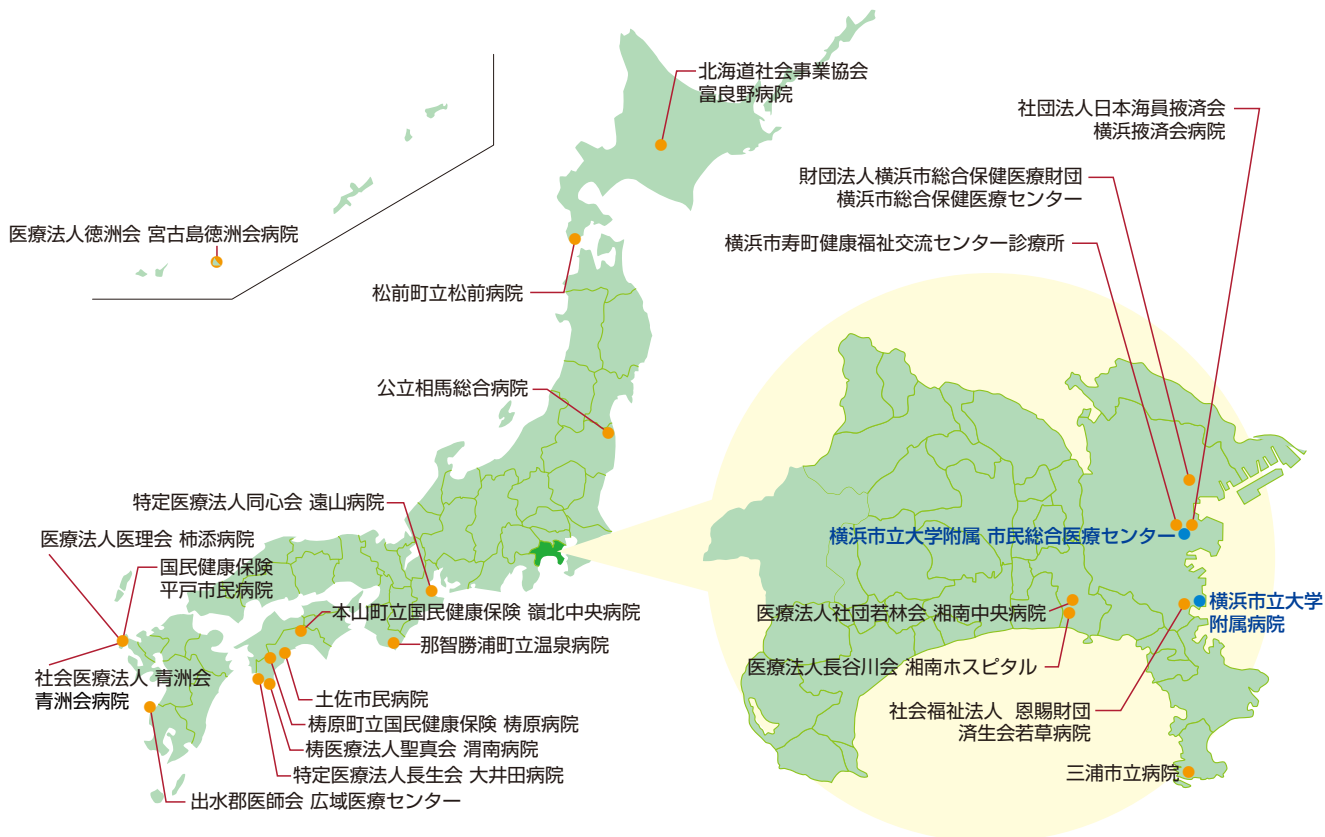 北海道社会事業協会
富良野病院
社団法人日本海員掖済会
横浜掖済会病院
財団法人横浜市総合保健医療財団
横浜市総合保健医療センター
医療法人徳洲会 宮古島徳洲会病院
横浜市寿町健康福祉交流センター診療所
松前町立松前病院
公立相馬総合病院
特定医療法人同心会 遠山病院
医療法人医理会 柿添病院
国民健康保険
平戸市民病院
横浜市立大学附属 市民総合医療センター
本山町立国民健康保険 嶺北中央病院
医療法人社団若林会 湘南中央病院
横浜市立大学
附属病院
那智勝浦町立温泉病院
社会医療法人 青洲会
青洲会病院
医療法人長谷川会 湘南ホスピタル
土佐市民病院
社会福祉法人 恩賜財団
済生会若草病院
梼原町立国民健康保険 梼原病院
梼医療法人聖真会 渭南病院
特定医療法人長生会 大井田病院
三浦市立病院
出水郡医師会 広域医療センター